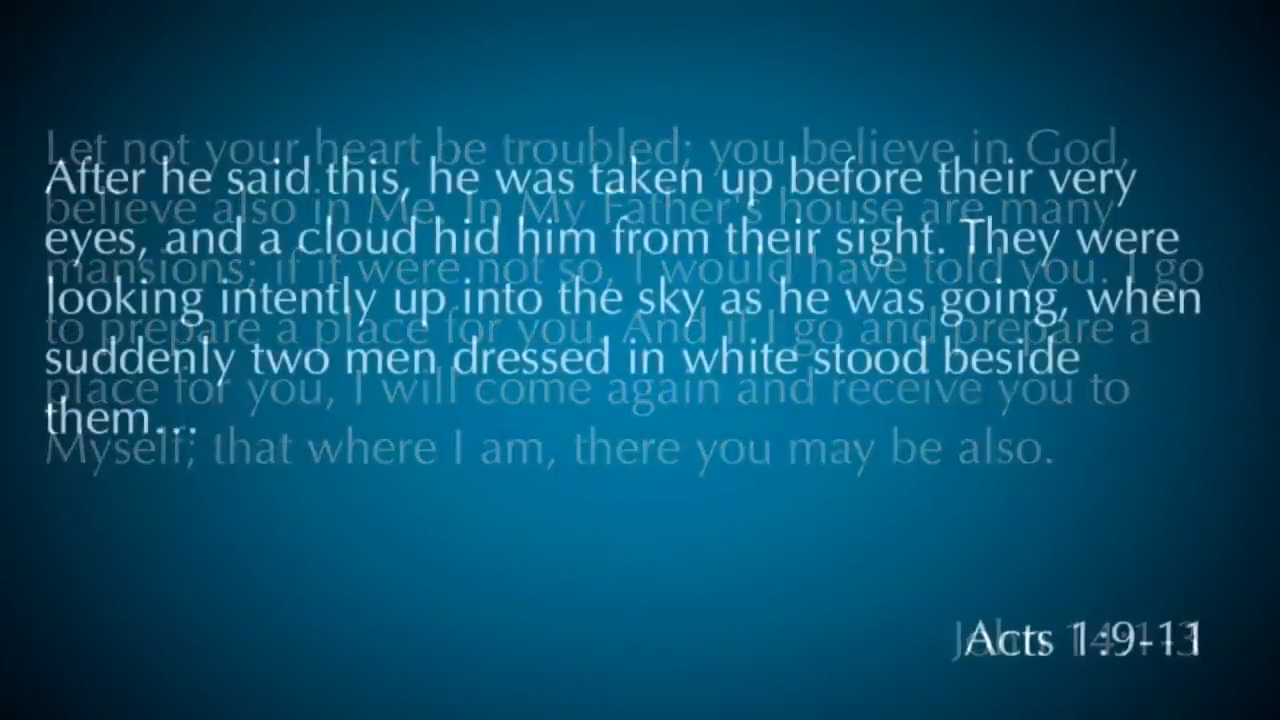 Let not your heart be troubled; you believe in God,
After he said this, he was taken up before their very
believe also in Me. In My Father's house are many
eyes, and a cloud hid him from their sight. They were
mansions; if it were not so, I would have told you. I go
looking intently up into the sky as he was going, when
to prepare a place for you. And if I go and prepare a
suddenly two men dressed in white stood beside
place for you, I will come again and receive you to
them...
Myself; that where I am, there you may be also.
John 14:1-3
Acts 1:9-11